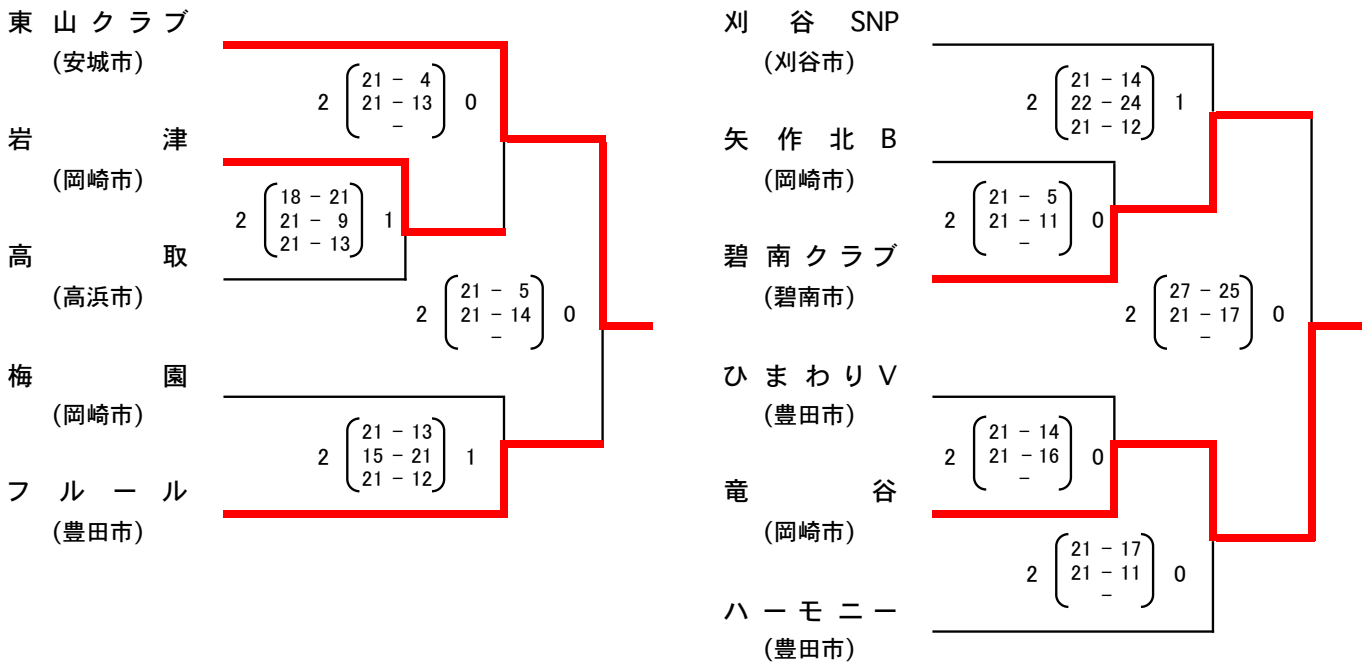 東山クラブ
(安城市)
2 21 - 4 0
21 - 13
-
岩津
(岡崎市)
2 18 - 21 1
21 - 9
21 - 13
高取
(高浜市)
2 21 - 5 0
21 - 14
-
梅園
(岡崎市)
2 21 - 13 1
15 - 21
21 - 12
フルール
(豊田市)
刈谷 SNP
(刈谷市)
2 21 - 14 1
22 - 24
21 - 12
矢作北B
(岡崎市)
2 21 - 5 0
21 - 11
-
碧南クラブ
(碧南市)
2 27 - 25 0
21 - 17
-
ひまわりV
(豊田市)
2 21 - 14 0
21 - 16
-
竜谷
(岡崎市)
2 21 - 17 0
21 - 11
-
ハーモニー
(豊田市)